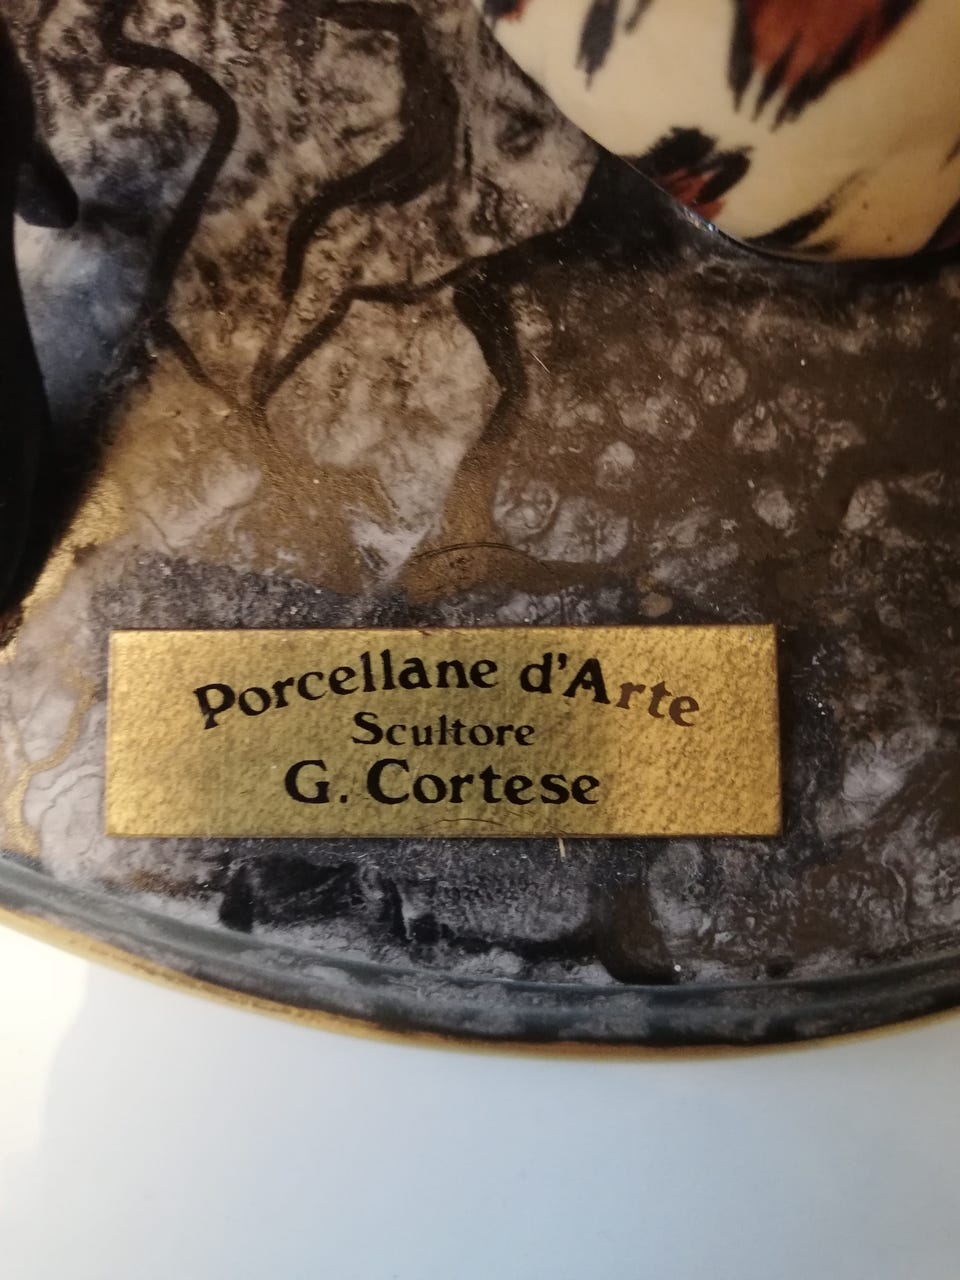 Porcellane d'Arte
Scultore
G. Cortese